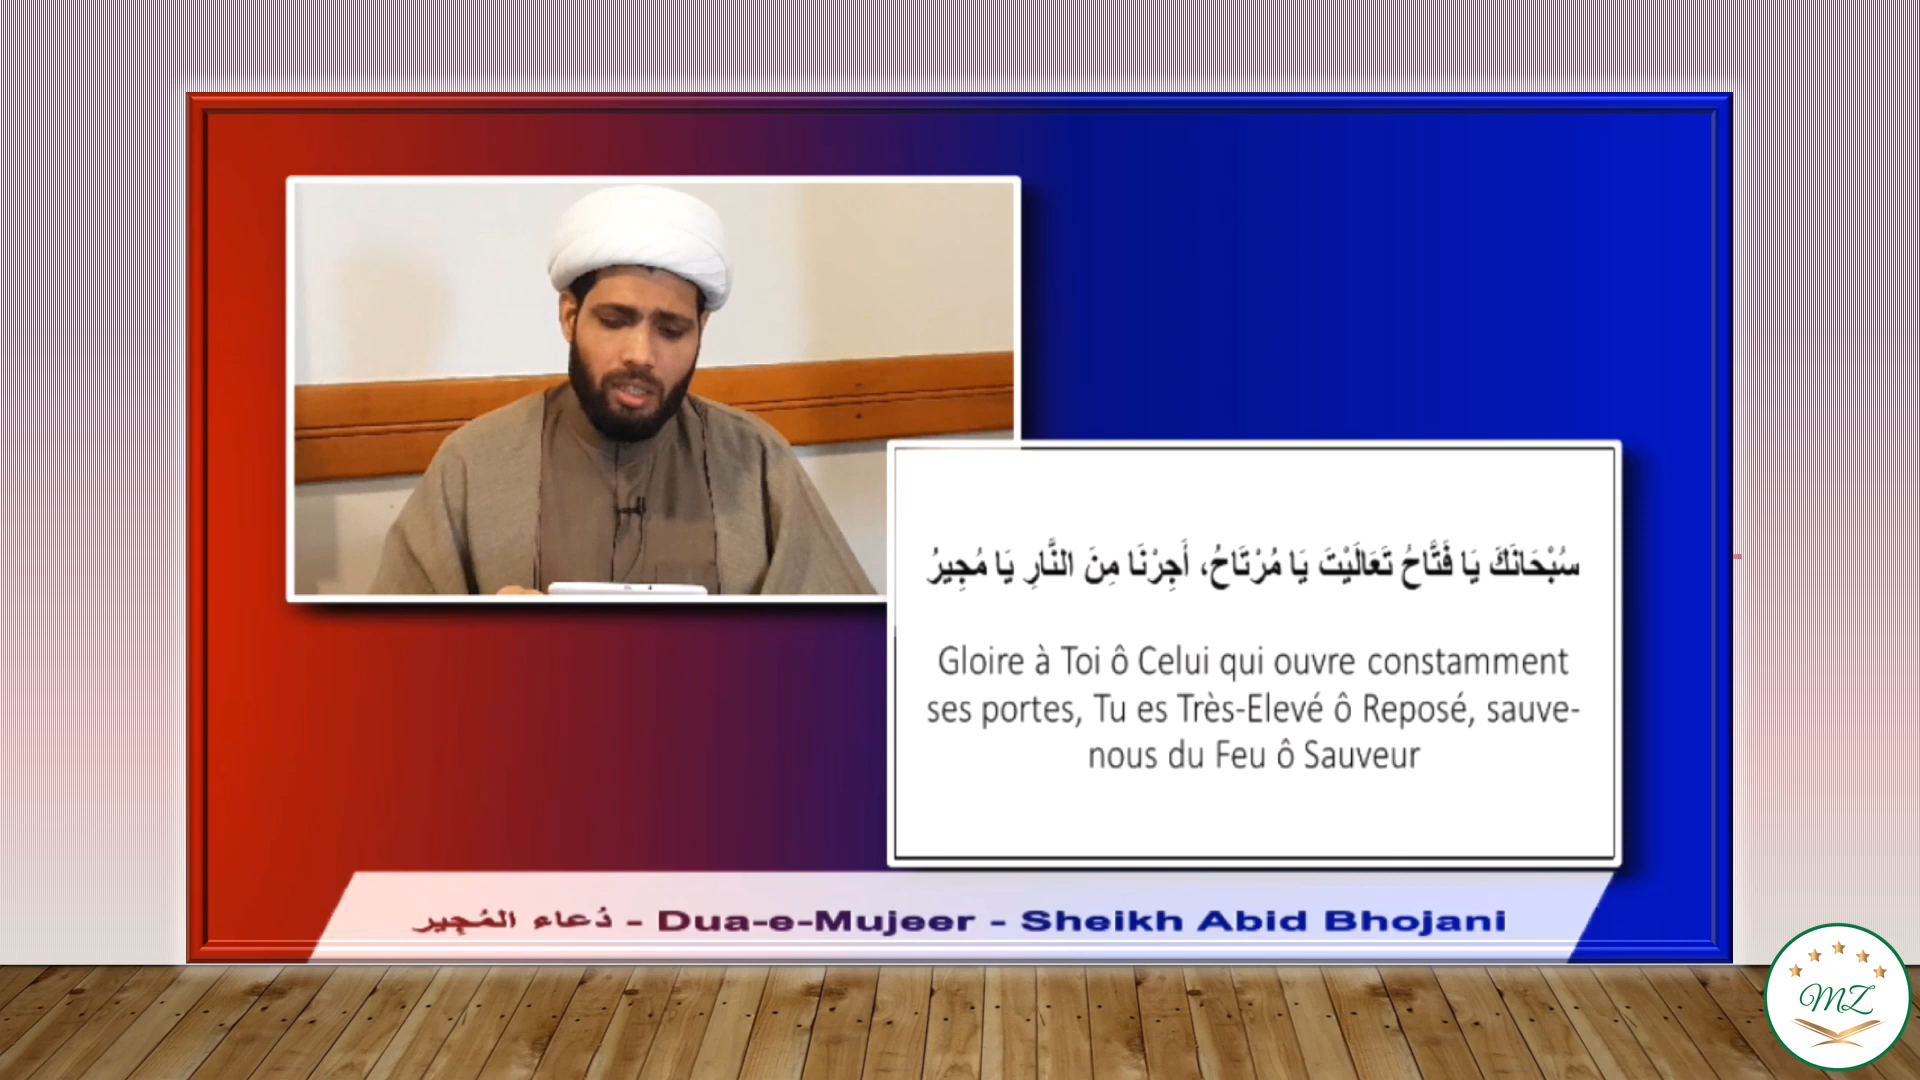 سُبْحَانَكَ يَا فَتَّاحُ تَعَالَيْتَ يَا مُرْتَاحُ، أَجِرْنَا مِنَ النَّارِ يَا مُجِيرُ
Gloire à Toi ô Celui qui ouvre constamment
ses portes, Tu es Très-Elevé ô Reposé, sauve-
nous du Feu ô Sauveur
دُعاء المُجِير - Dua-e-Mujeer - Sheikh Abid Bhojani
MZ